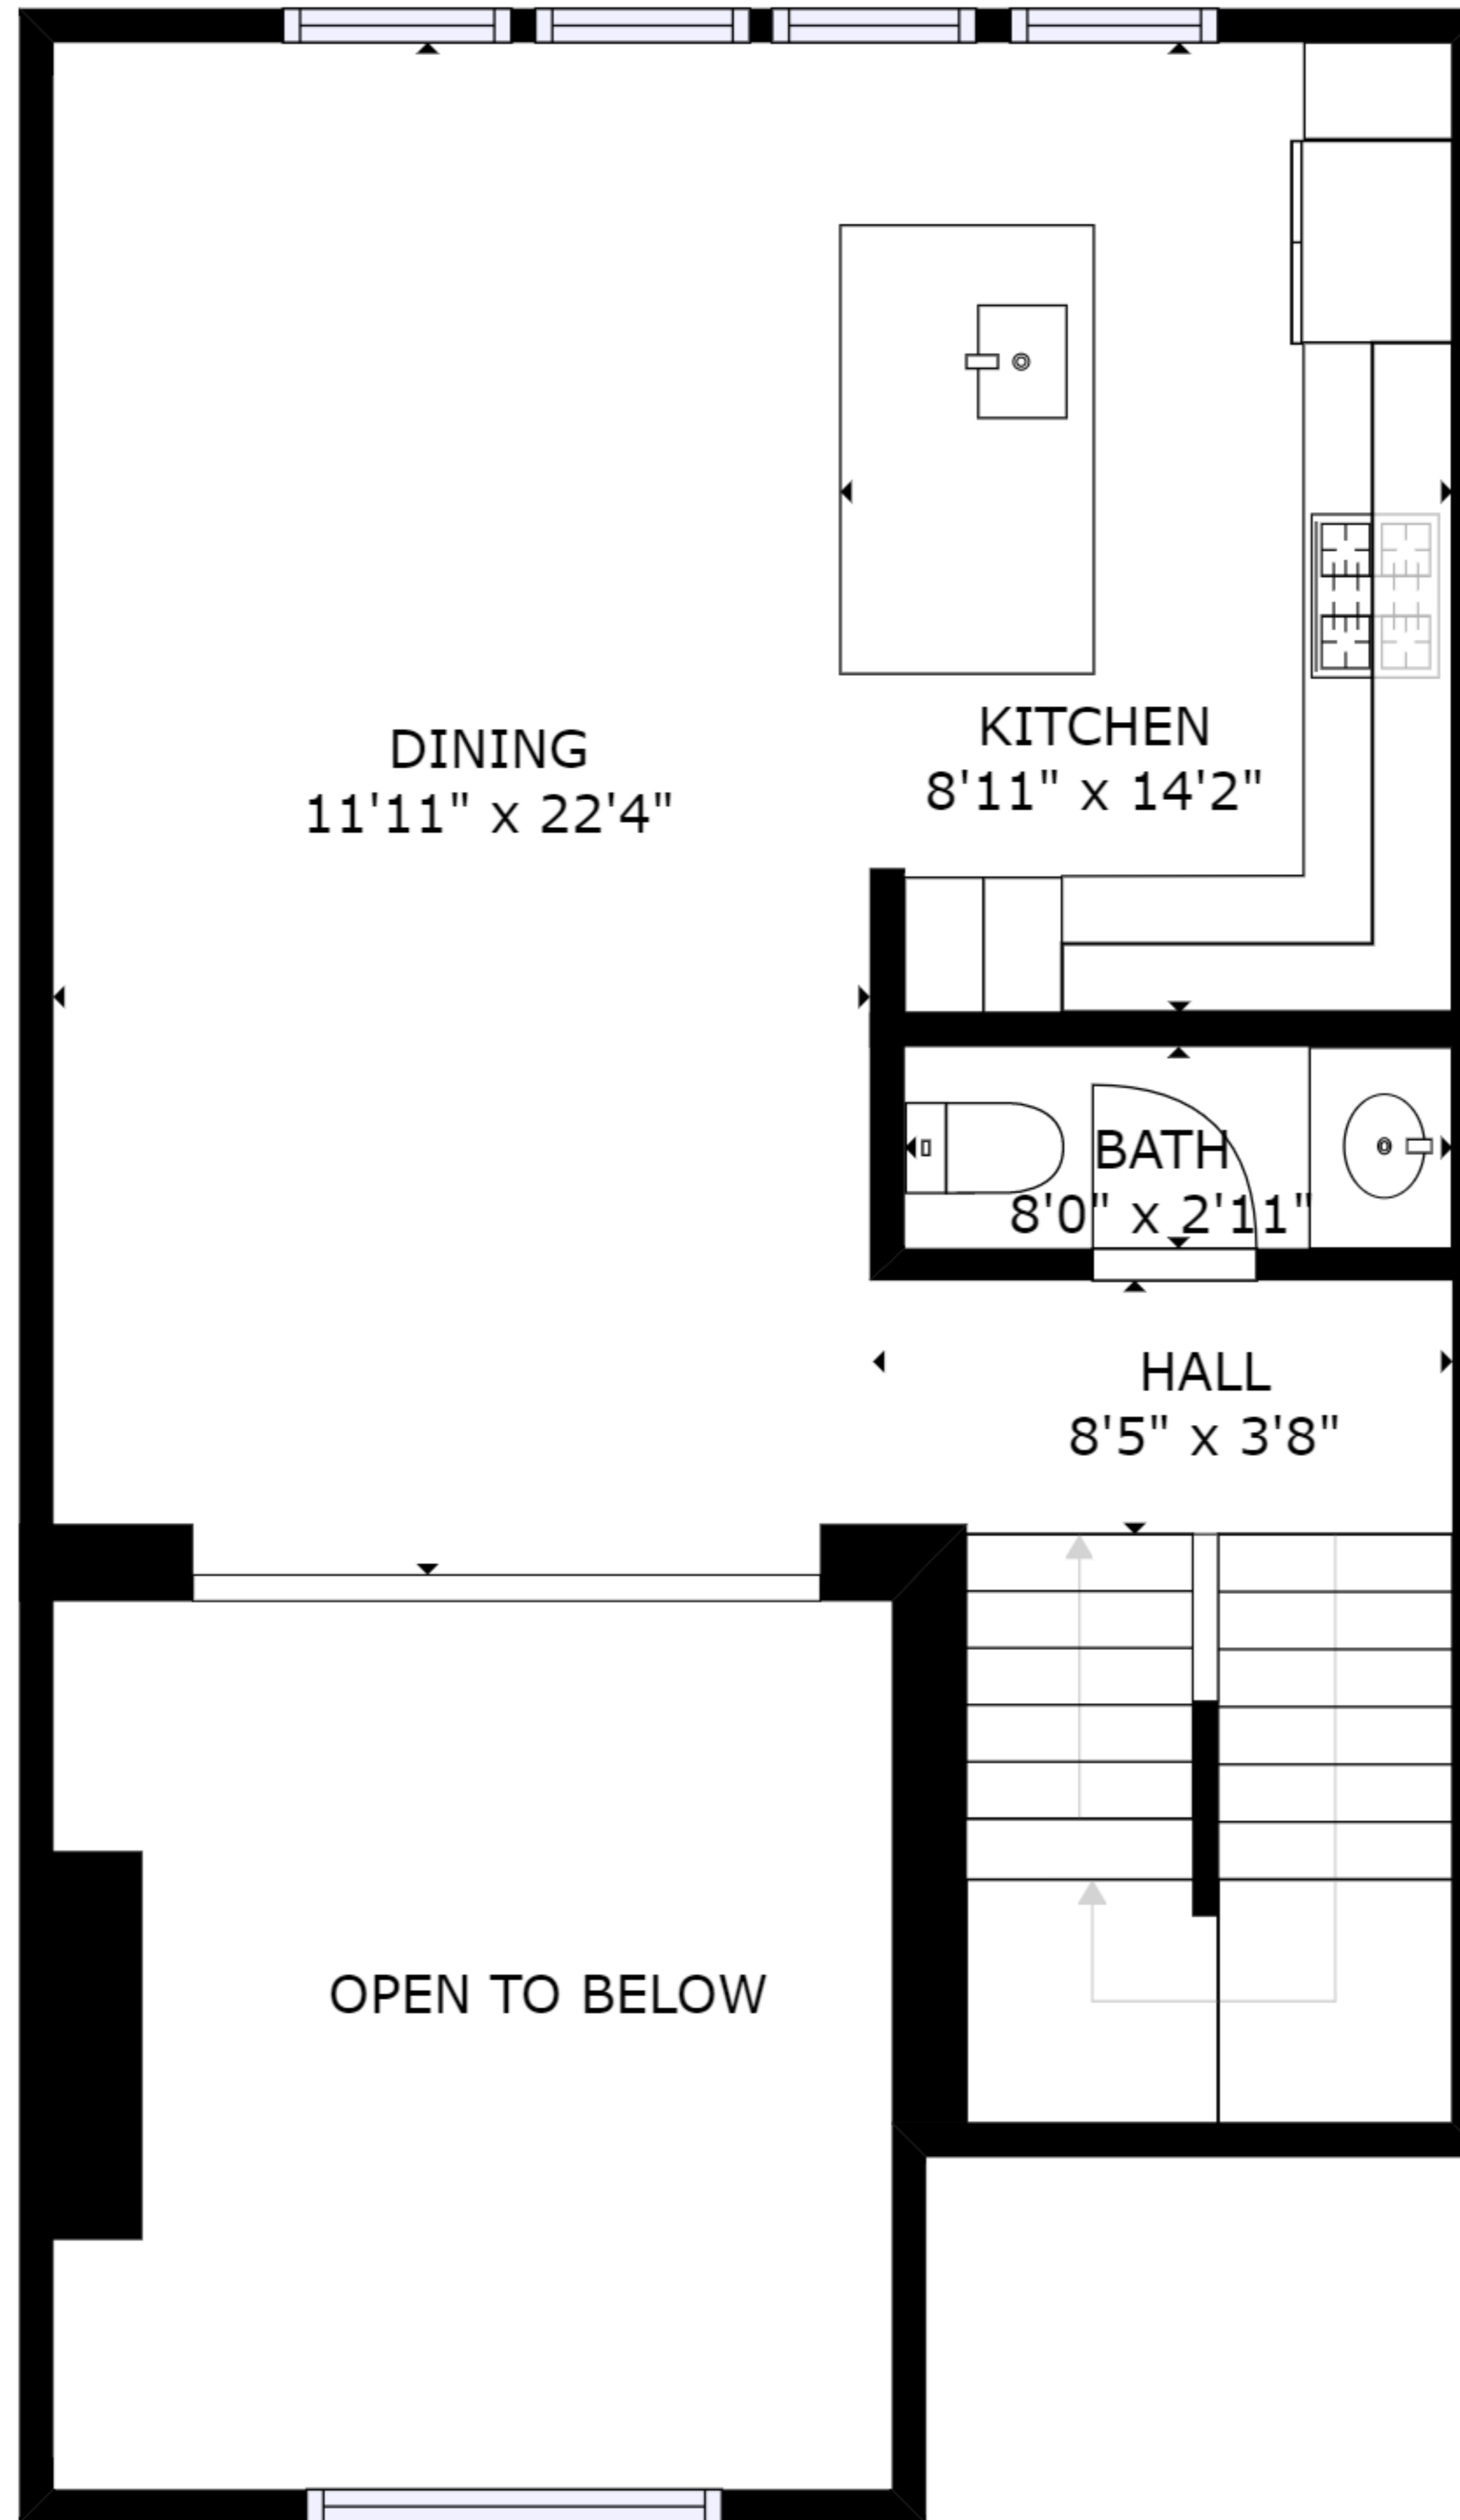 DINING
11'11" x 22'4"
KITCHEN
8'11" x 14'2"
BATH
8'0" x 2'11"
HALL
8'5" x 3'8"
OPEN TO BELOW